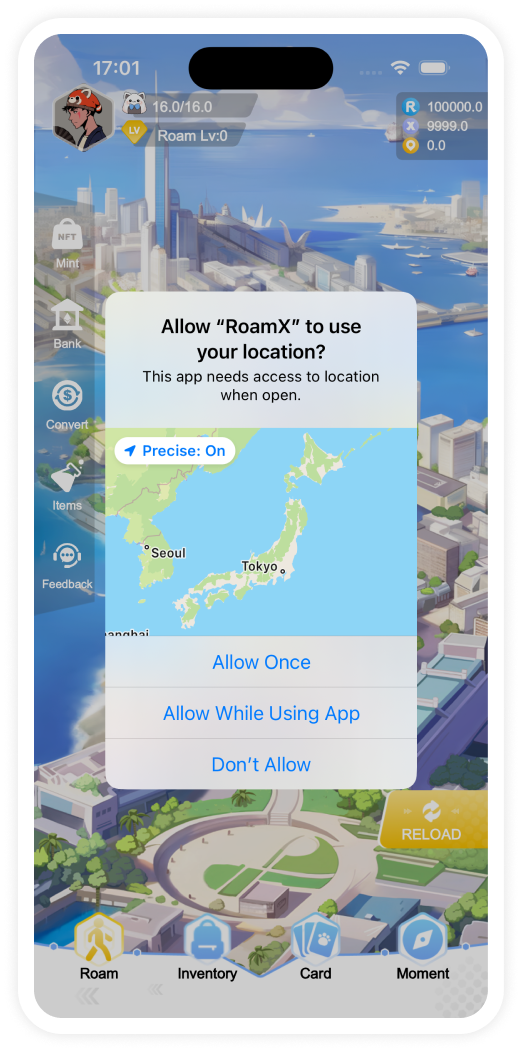 17:01
16.0/16.0
LV
Roam Lv:0
R
100000.0
X
9999.0
0.0
NFT
Mint
Bank
Convert
Items
Feedback
Allow “RoamX” to use
your location?
This app needs access to location
when open.
Precise: On
Seoul
Tokyo
Allow Once
Allow While Using App
Don’t Allow
RELOAD
Roam
Inventory
Card
Moment